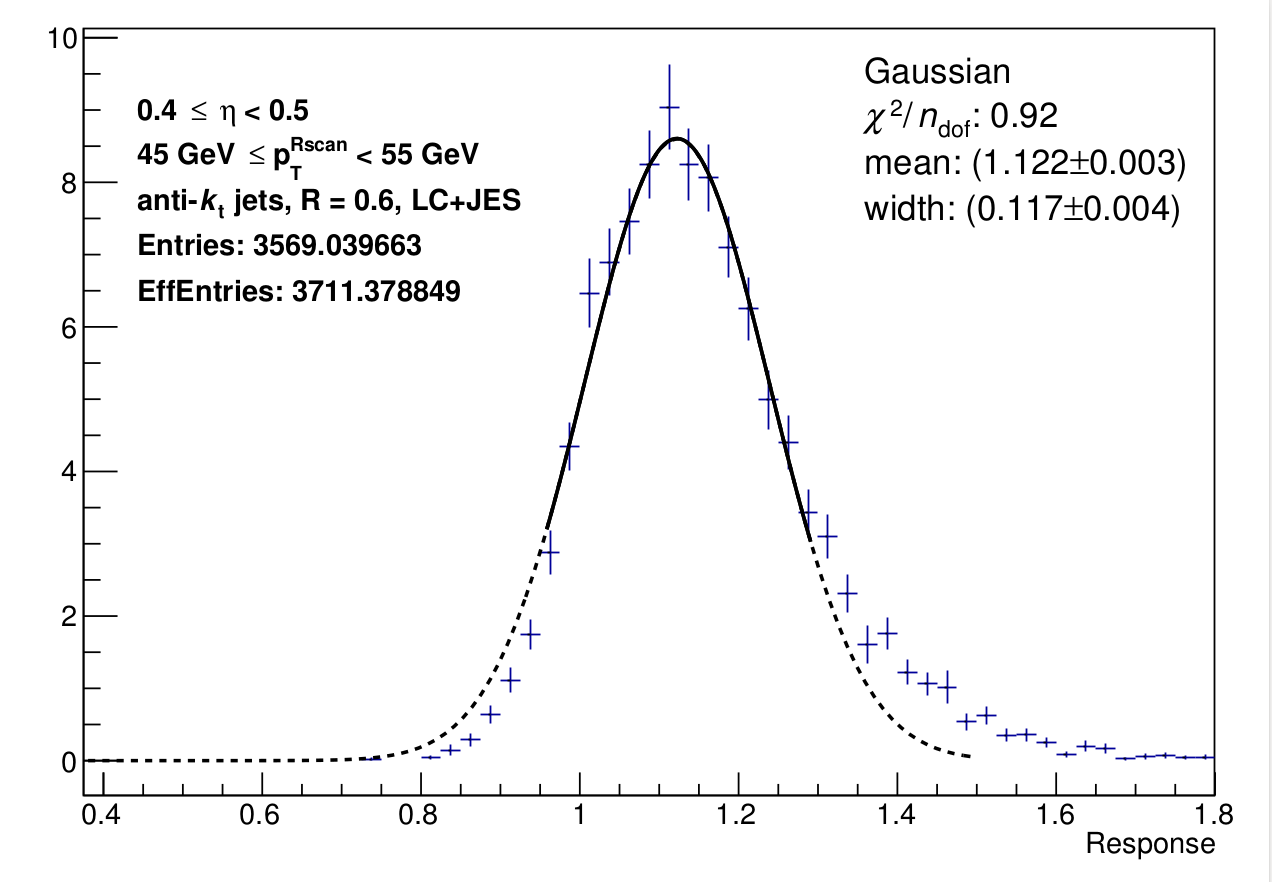 10
8
6
4
2
0
0.4 ≤ η < 0.5
45 GeV ≤ p_T^Rscan < 55 GeV
anti-k_t jets, R = 0.6, LC+JES
Entries: 3569.039663
EffEntries: 3711.378849
Gaussian
χ²/n_dof: 0.92
mean: (1.122±0.003)
width: (0.117±0.004)
0.4 0.6 0.8 1 1.2 1.4 1.6 1.8
Response